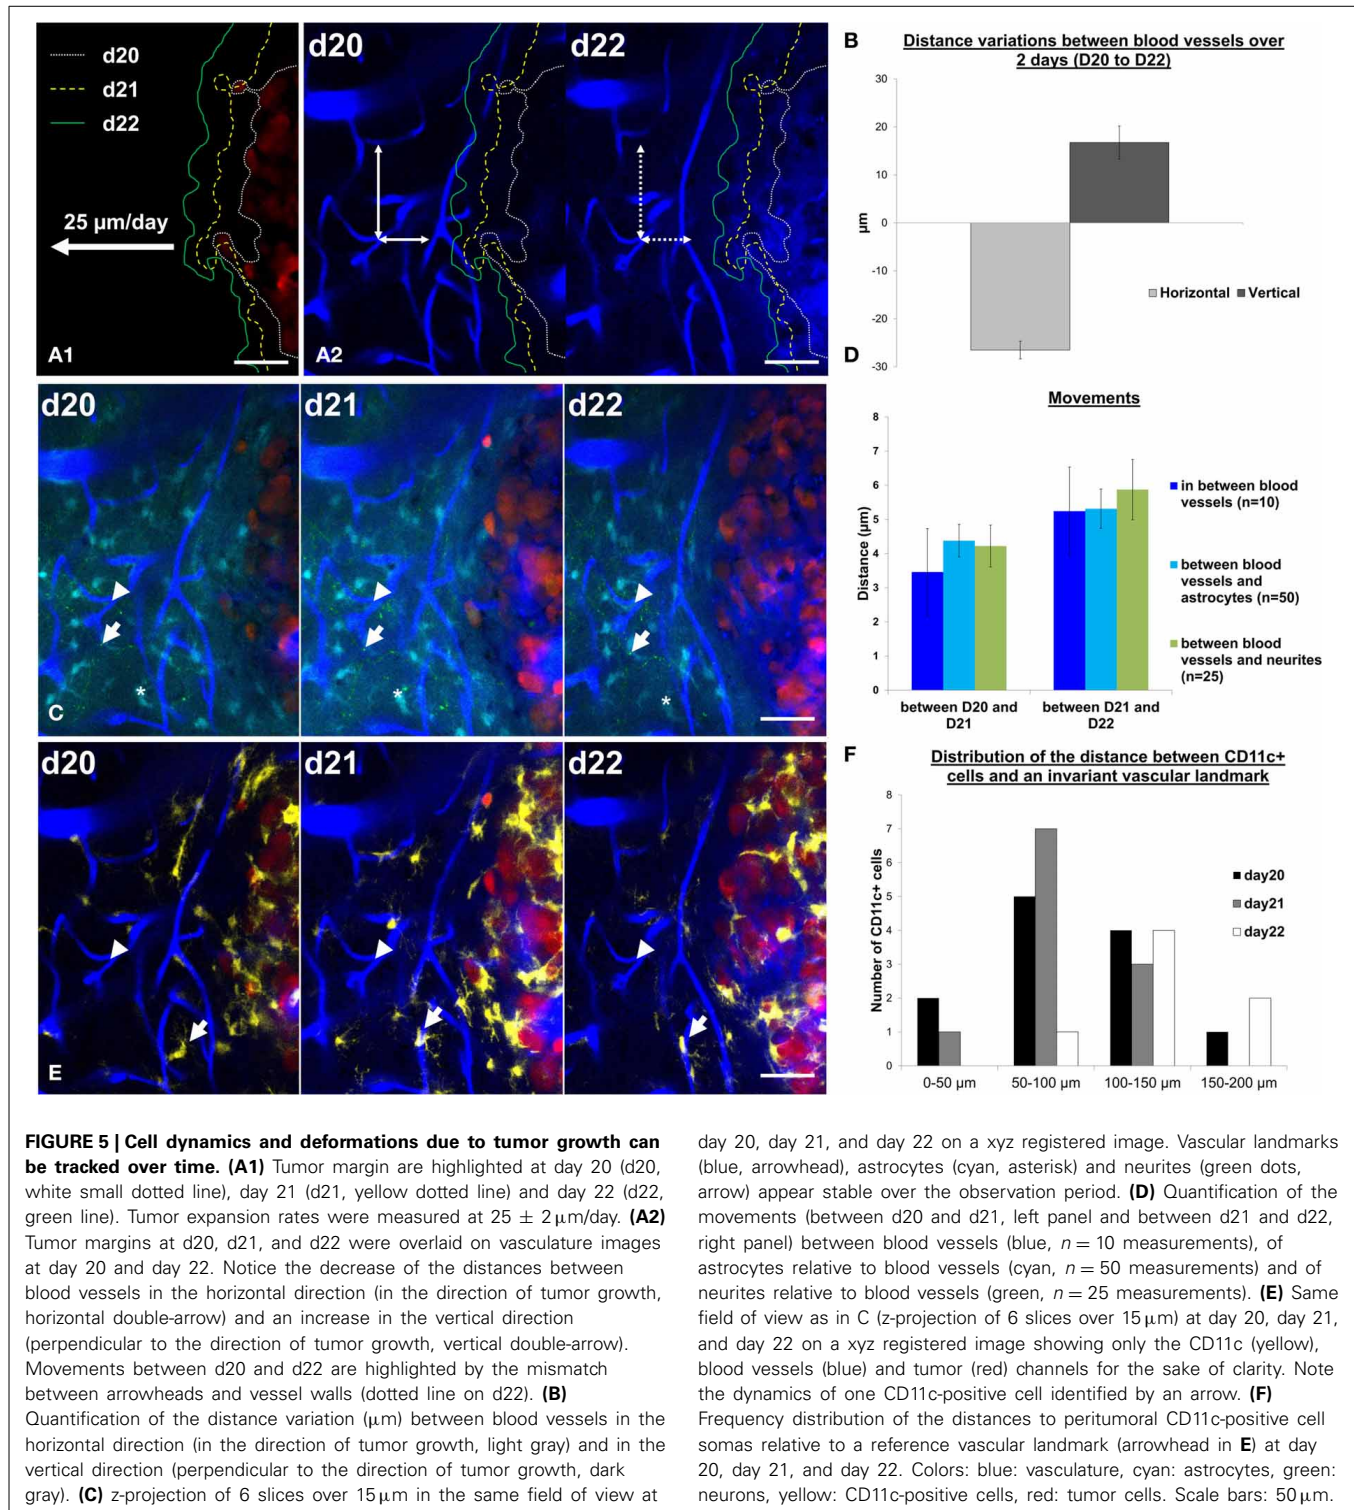 d20
d21
d22
25 µm/day
A1
d20
d22
A2
B
Distance variations between blood vessels over
2 days (D20 to D22)
30
20
10
0
-10
-20
-30
µm
Horizontal
Vertical
d20
d21
d22
*
*
*
C
D
Movements
8
7
6
5
4
3
2
1
0
Distance (µm)
between D20 and
D21
between D21 and
D22
in between blood
vessels (n=10)
between blood
vessels and
astrocytes (n=50)
between blood
vessels and neurites
(n=25)
d20
d21
d22
E
F
Distribution of the distance between CD11c+
cells and an invariant vascular landmark
8
7
6
5
4
3
2
1
0
Number of CD11c+ cells
0-50 µm
50-100 µm
100-150 µm
150-200 µm
day20
day21
day22
FIGURE 5 | Cell dynamics and deformations due to tumor growth can
be tracked over time. (A1) Tumor margin are highlighted at day 20 (d20,
white small dotted line), day 21 (d21, yellow dotted line) and day 22 (d22,
green line). Tumor expansion rates were measured at 25 ± 2 µm/day. (A2)
Tumor margins at d20, d21, and d22 were overlaid on vasculature images
at day 20 and day 22. Notice the decrease of the distances between
blood vessels in the horizontal direction (in the direction of tumor growth,
horizontal double-arrow) and an increase in the vertical direction
(perpendicular to the direction of tumor growth, vertical double-arrow).
Movements between d20 and d22 are highlighted by the mismatch
between arrowheads and vessel walls (dotted line on d22). (B)
Quantification of the distance variation (µm) between blood vessels in the
horizontal direction (in the direction of tumor growth, light gray) and in the
vertical direction (perpendicular to the direction of tumor growth, dark
gray). (C) z-projection of 6 slices over 15 µm in the same field of view at
day 20, day 21, and day 22 on a xyz registered image. Vascular landmarks
(blue, arrowhead), astrocytes (cyan, asterisk) and neurites (green dots,
arrow) appear stable over the observation period. (D) Quantification of the
movements (between d20 and d21, left panel and between d21 and d22,
right panel) between blood vessels (blue, n = 10 measurements), of
astrocytes relative to blood vessels (cyan, n = 50 measurements) and of
neurites relative to blood vessels (green, n = 25 measurements). (E) Same
field of view as in C (z-projection of 6 slices over 15 µm) at day 20, day 21,
and day 22 on a xyz registered image showing only the CD11c (yellow),
blood vessels (blue) and tumor (red) channels for the sake of clarity. Note
the dynamics of one CD11c-positive cell identified by an arrow. (F)
Frequency distribution of the distances to peritumoral CD11c-positive cell
somas relative to a reference vascular landmark (arrowhead in E) at day
20, day 21, and day 22. Colors: blue: vasculature, cyan: astrocytes, green:
neurons, yellow: CD11c-positive cells, red: tumor cells. Scale bars: 50 µm.